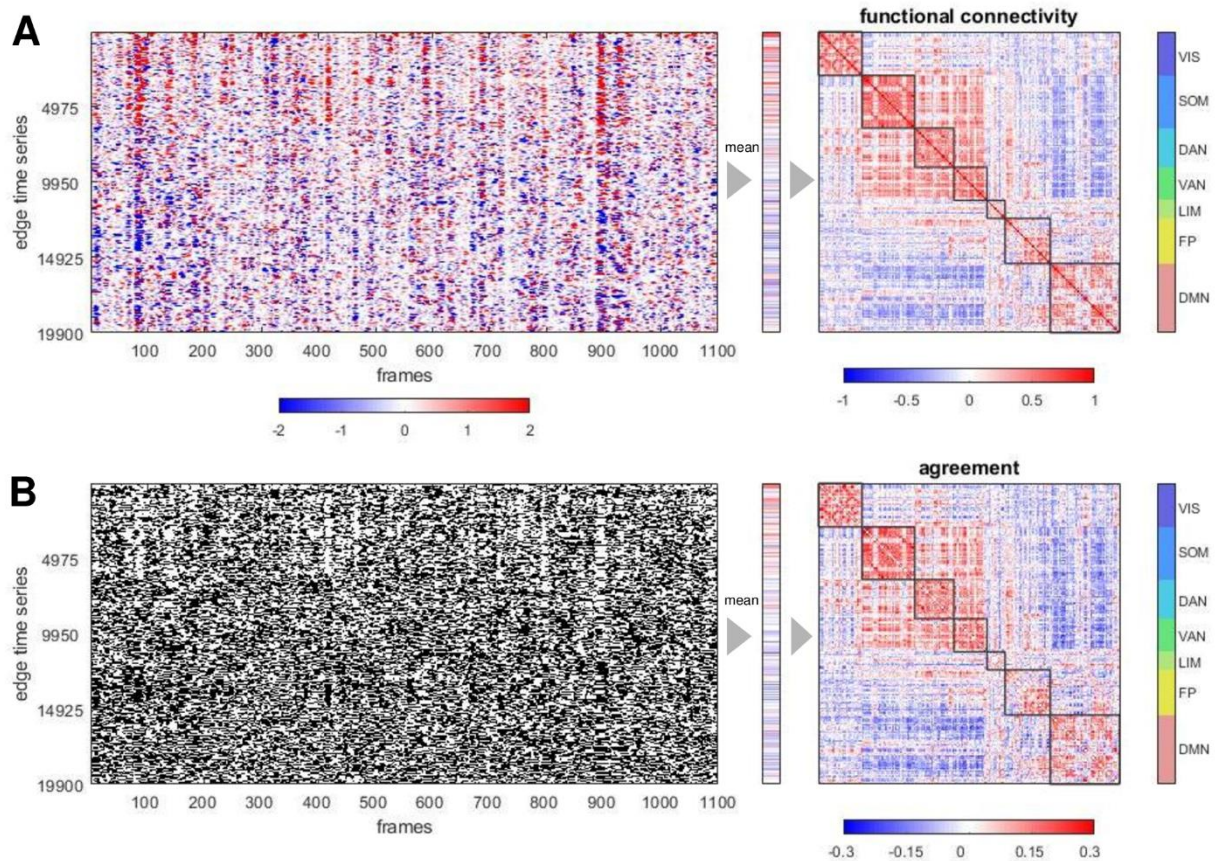 A
functional connectivity
edge time series
4975
9950
14925
19900
100 200 300 400 500 600 700 800 900 1000 1100
frames
-2 -1 0 1 2
mean
VIS
SOM
DAN
VAN
LIM
FP
DMN
-1 -0.5 0 0.5 1
B
agreement
edge time series
4975
9950
14925
19900
100 200 300 400 500 600 700 800 900 1000 1100
frames
mean
VIS
SOM
DAN
VAN
LIM
FP
DMN
-0.3 -0.15 0 0.15 0.3